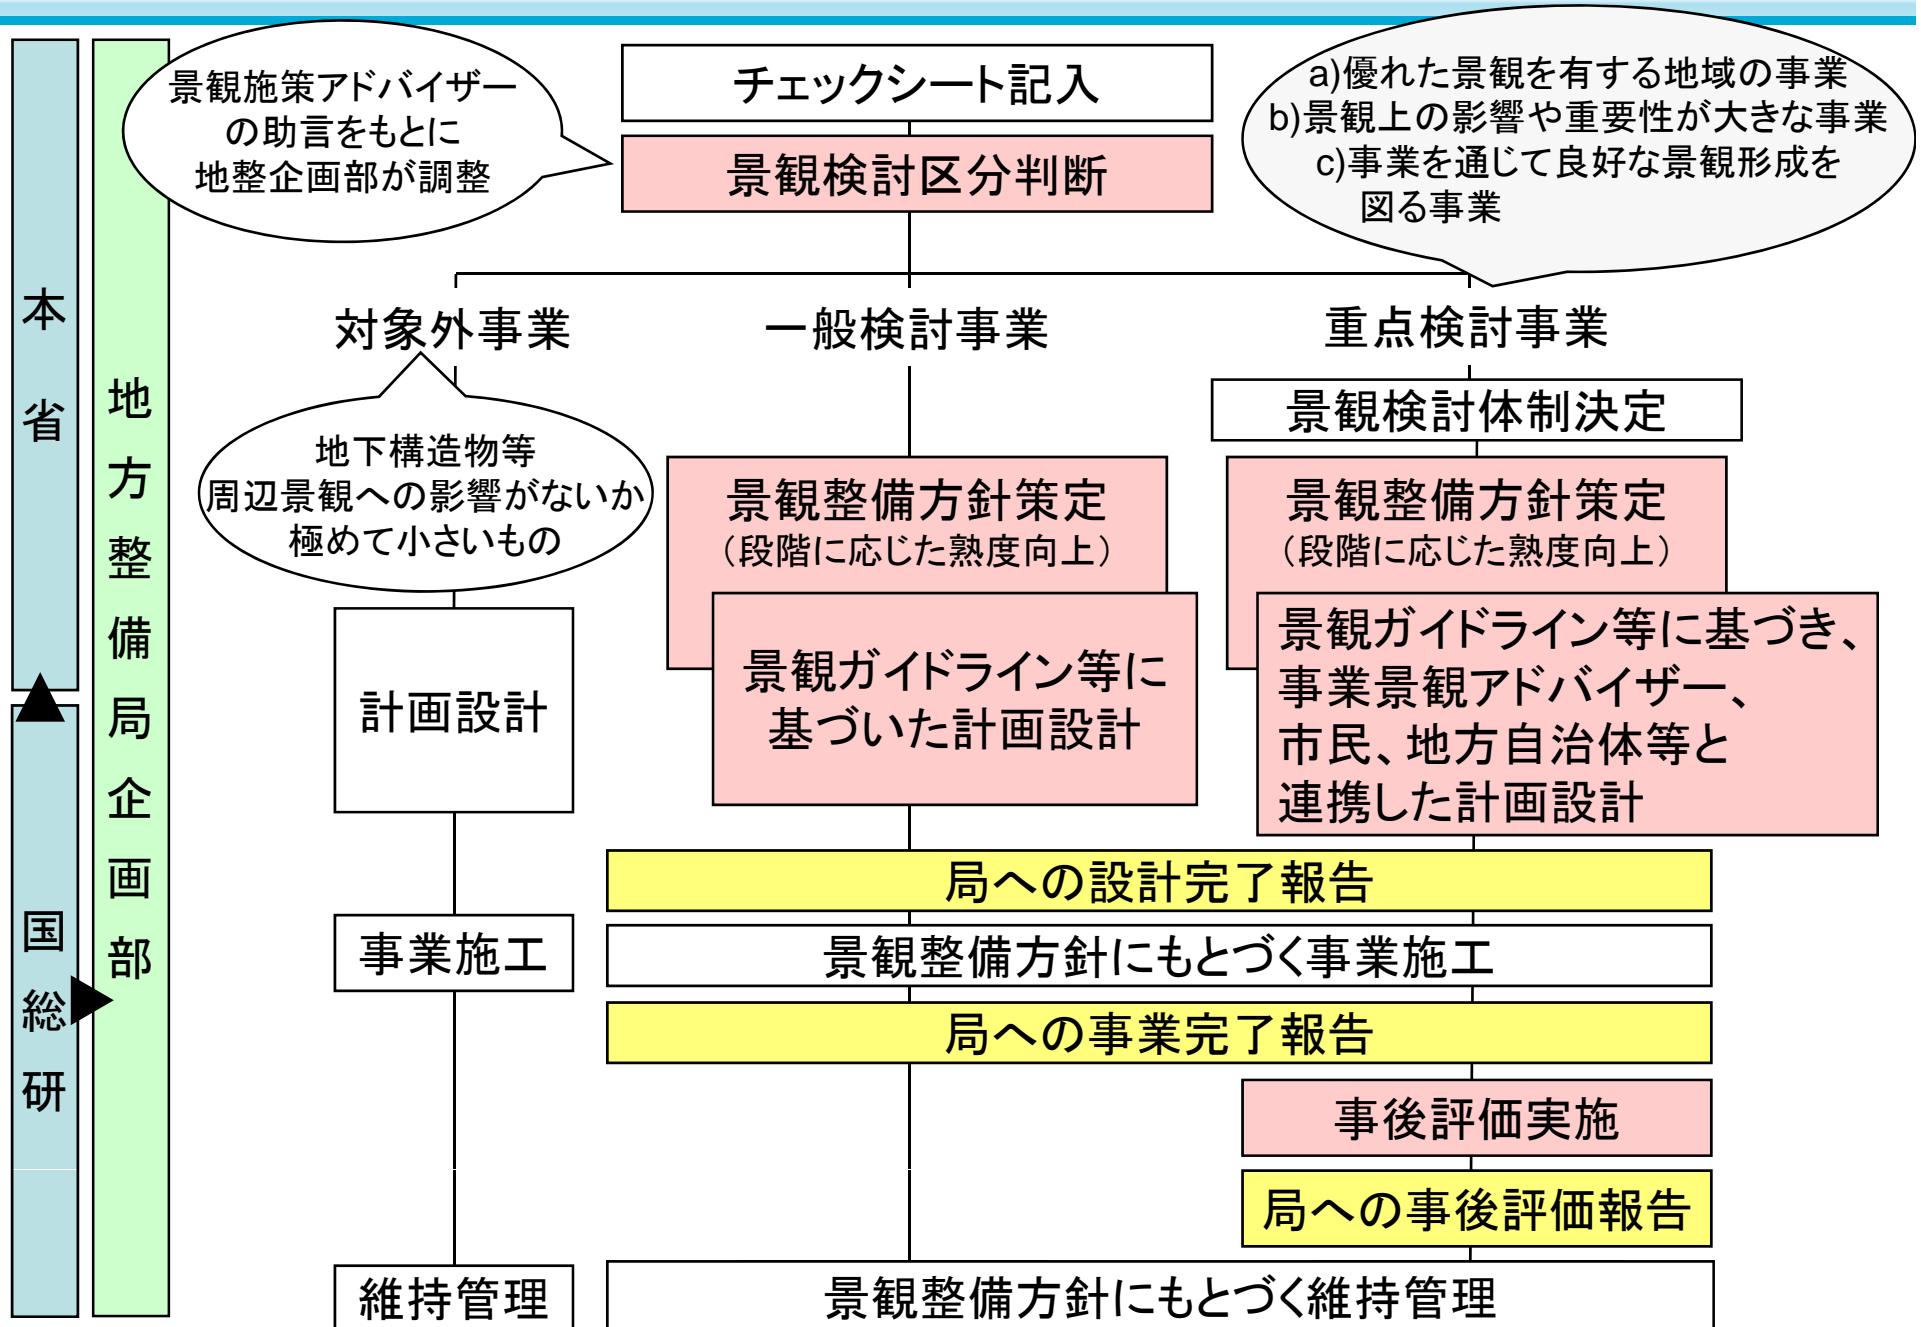 本省
国総研
地方整備局企画部
景観施策アドバイザー
の助言をもとに
地整企画部が調整
チェックシート記入
景観検討区分判断
a)優れた景観を有する地域の事業
b)景観上の影響や重要性が大きな事業
c)事業を通じて良好な景観形成を
図る事業
対象外事業
一般検討事業
重点検討事業
地下構造物等
周辺景観への影響がないか
極めて小さいもの
景観検討体制決定
景観整備方針策定
（段階に応じた熟度向上）
景観整備方針策定
（段階に応じた熟度向上）
計画設計
景観ガイドライン等に
基づいた計画設計
景観ガイドライン等に基づき、
事業景観アドバイザー、
市民、地方自治体等と
連携した計画設計
局への設計完了報告
事業施工
景観整備方針にもとづく事業施工
局への事業完了報告
事後評価実施
局への事後評価報告
維持管理
景観整備方針にもとづく維持管理